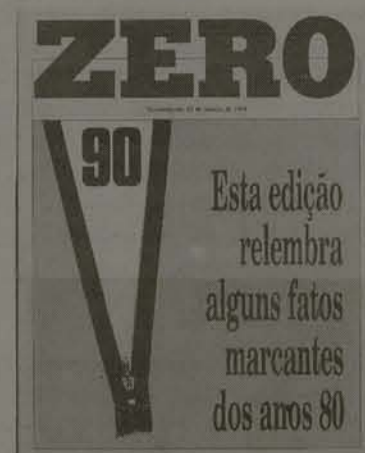 ZERO
90
Esta edição
relembra
alguns fatos
marcantes
dos anos 80